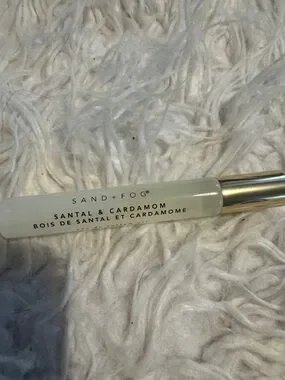 SAND + FOG®
SANTAL & CARDAMOM
BOIS DE SANTAL ET CARDAMOME